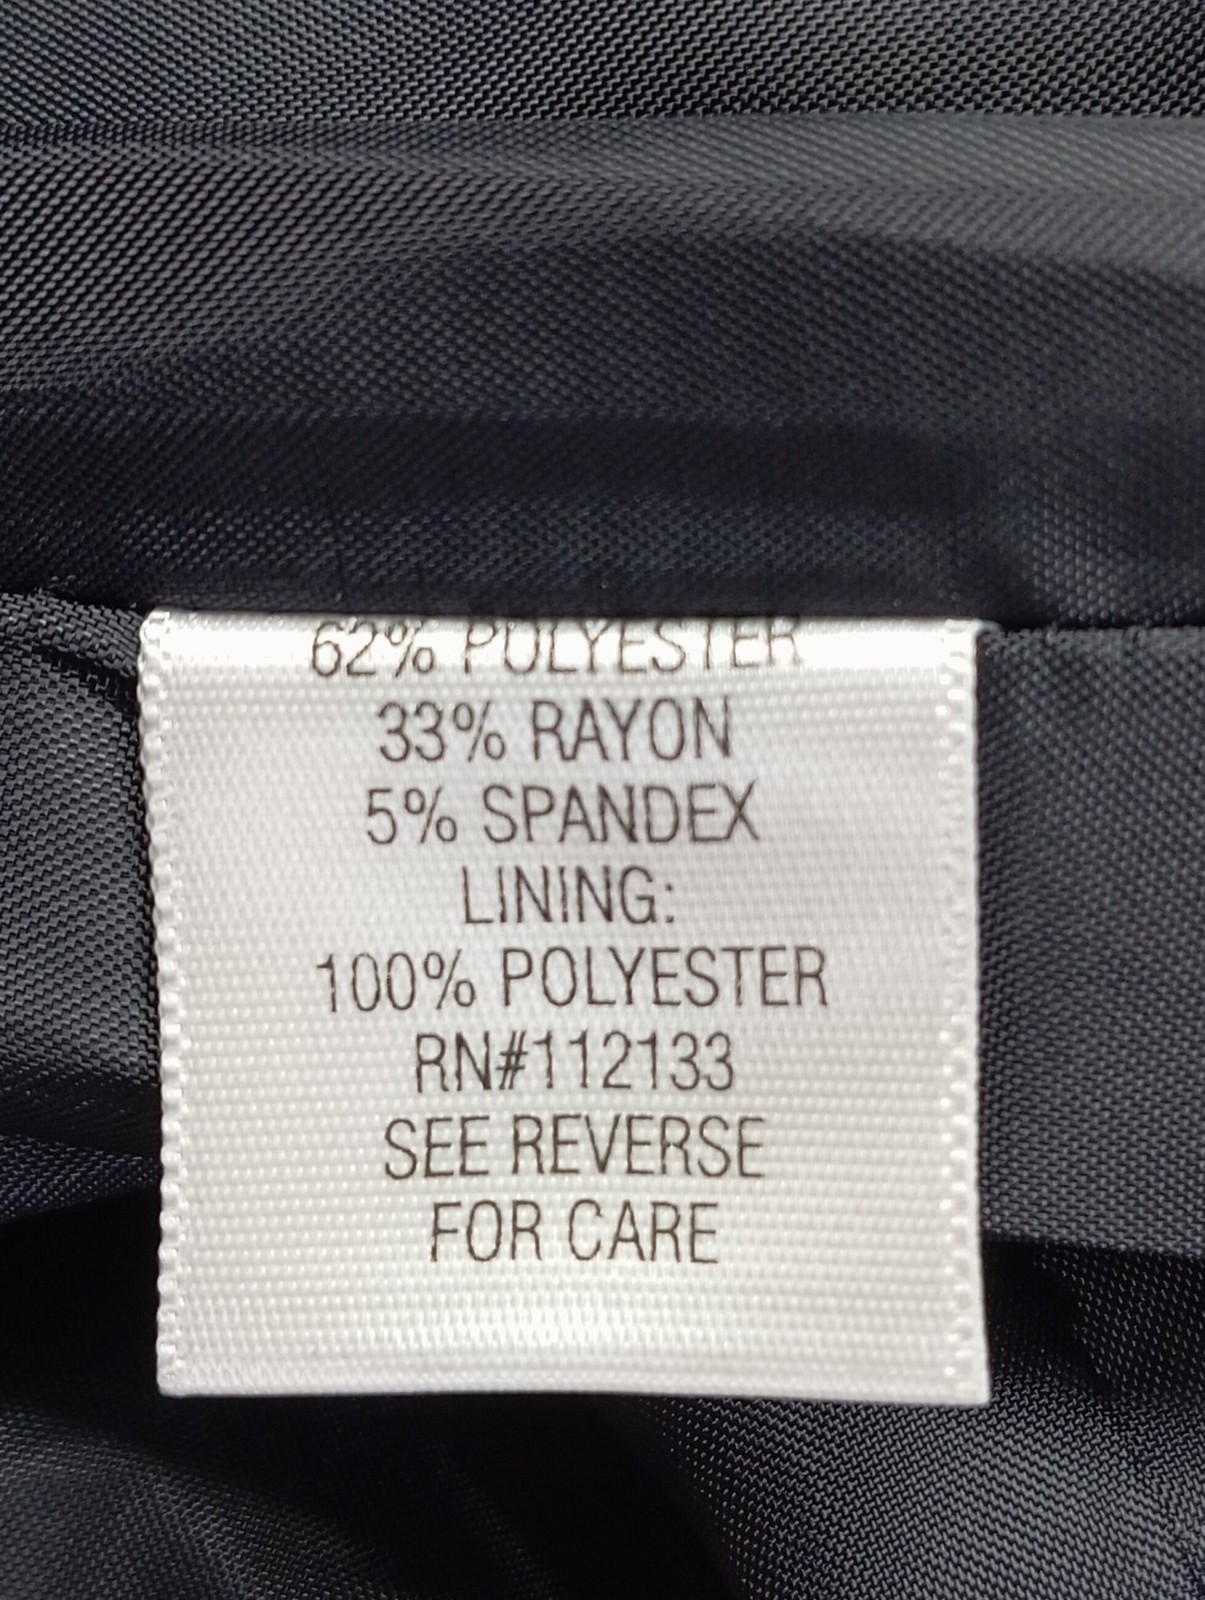 62% POLYESTER
33% RAYON
5% SPANDEX
LINING:
100% POLYESTER
RN#112133
SEE REVERSE
FOR CARE